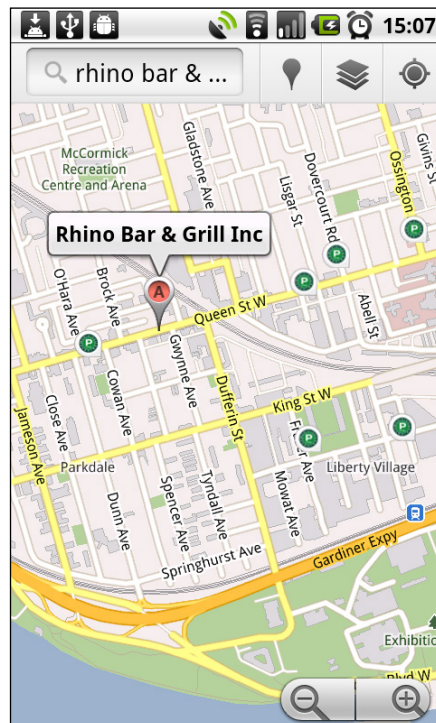 15:07
rhino bar & ...
McCormick
Recreation
Centre and Arena
Gladstone Ave
Lisgar St
Dovercourt Rd
Ossington
Givins St
Rhino Bar & Grill Inc
O'Hara Ave
Brock Ave
A
Queen St W
Abell St
P
P
P
P
Gwynne Ave
Cowan Ave
Close Ave
Jameson Ave
Dufferin St
King St W
P
P
Parkdale
Liberty Village
Dunn Ave
Spencer Ave
Tyndall Ave
Mowat Ave
Springhurst Ave
Gardiner Expy
Exhibitio
Blvd W